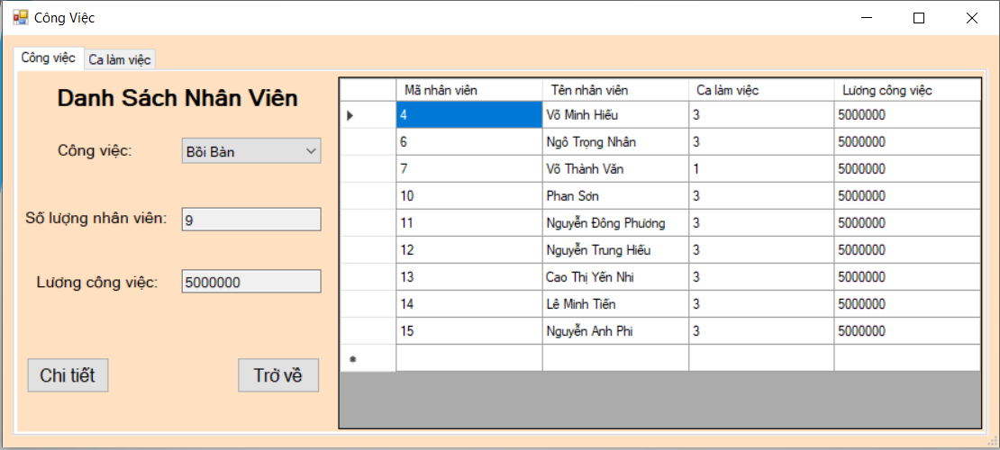 Công Việc
Công việc Ca làm việc
Danh Sách Nhân Viên
Công việc: Bồi Bàn
Số lượng nhân viên: 9
Lương công việc: 5000000
Chi tiết Trở về
Mã nhân viên Tên nhân viên Ca làm việc Lương công việc
4 Võ Minh Hiếu 3 5000000
6 Ngô Trọng Nhân 3 5000000
7 Võ Thành Văn 1 5000000
10 Phan Sơn 3 5000000
11 Nguyễn Đông Phương 3 5000000
12 Nguyễn Trung Hiếu 3 5000000
13 Cao Thị Yến Nhi 3 5000000
14 Lê Minh Tiến 3 5000000
15 Nguyễn Anh Phi 3 5000000